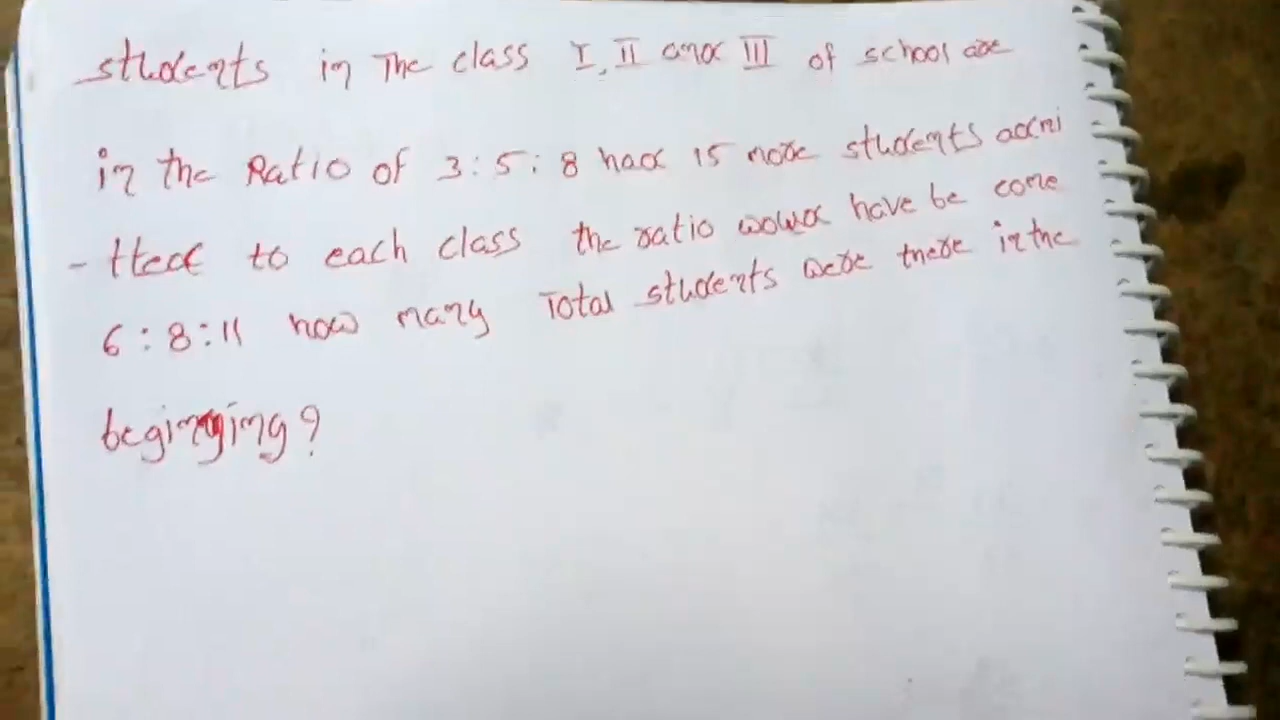 students in The class I, II and III of school are
in the Ratio of 3:5:8 had 15 more students admi
- tted to each class the ratio would have be come
6:8:11 how many Total students were there in the
beginging?